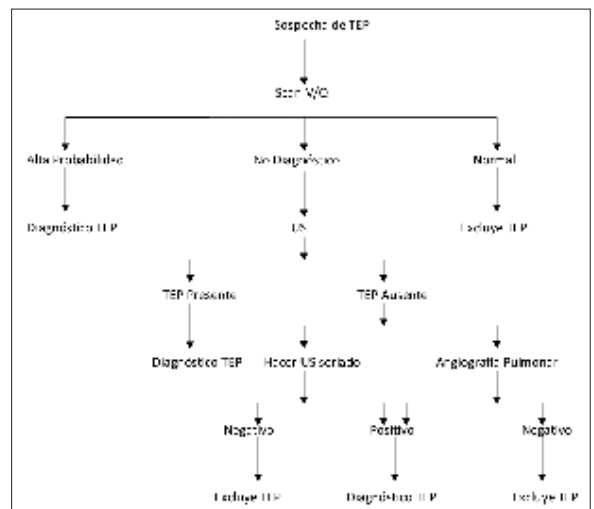 Sospecha de TEP
Scan V/Q
Alta Probabilidad No Diagnóstico Normal
Diagnóstico TEP US Excluye TEP
TEP Presente TEP Ausente
Diagnóstico TEP Hacer US seriado Angiografía Pulmonar
Negativo Positivo Negativo
Excluye TEP Diagnóstico TEP Excluye TEP